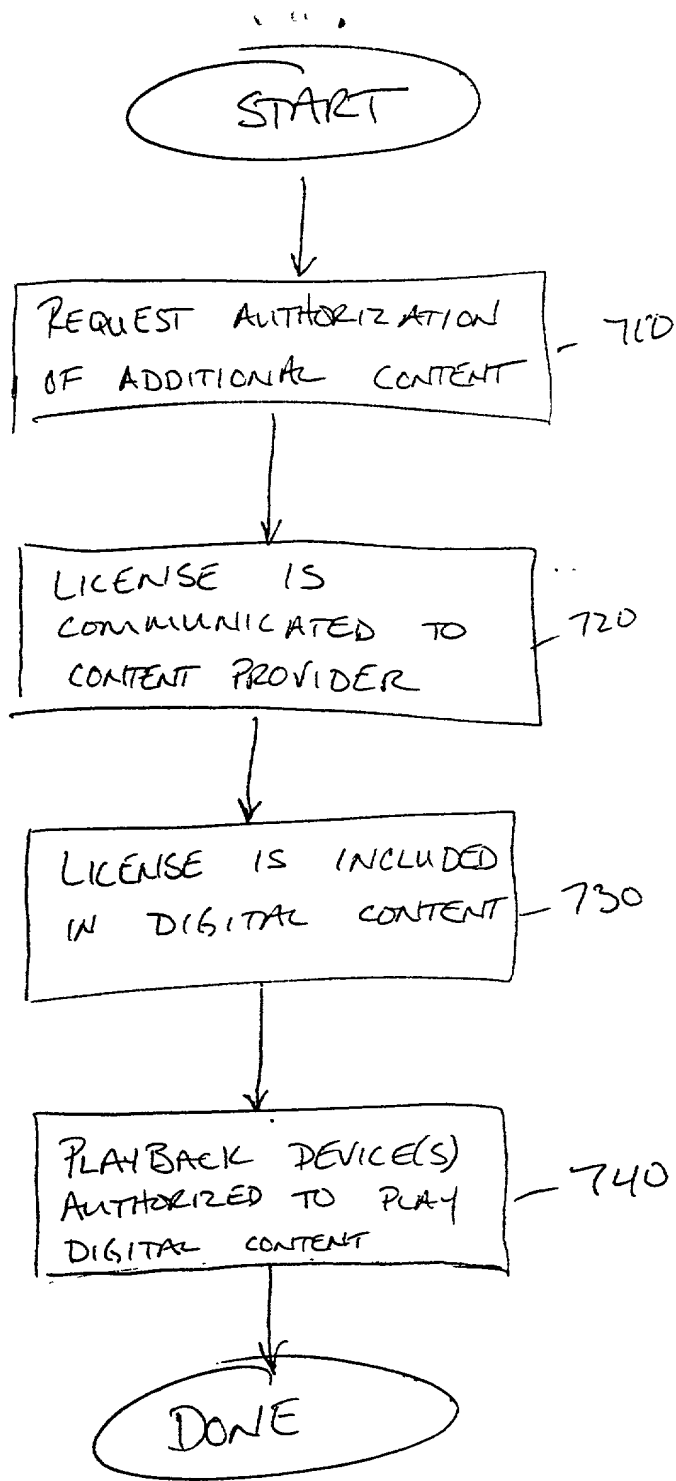 START
REQUEST AUTHORIZATION
OF ADDITIONAL CONTENT
710
LICENSE IS
COMMUNICATED TO
CONTENT PROVIDER
720
LICENSE IS INCLUDED
IN DIGITAL CONTENT
730
PLAYBACK DEVICE(S)
AUTHORIZED TO PLAY
DIGITAL CONTENT
740
DONE